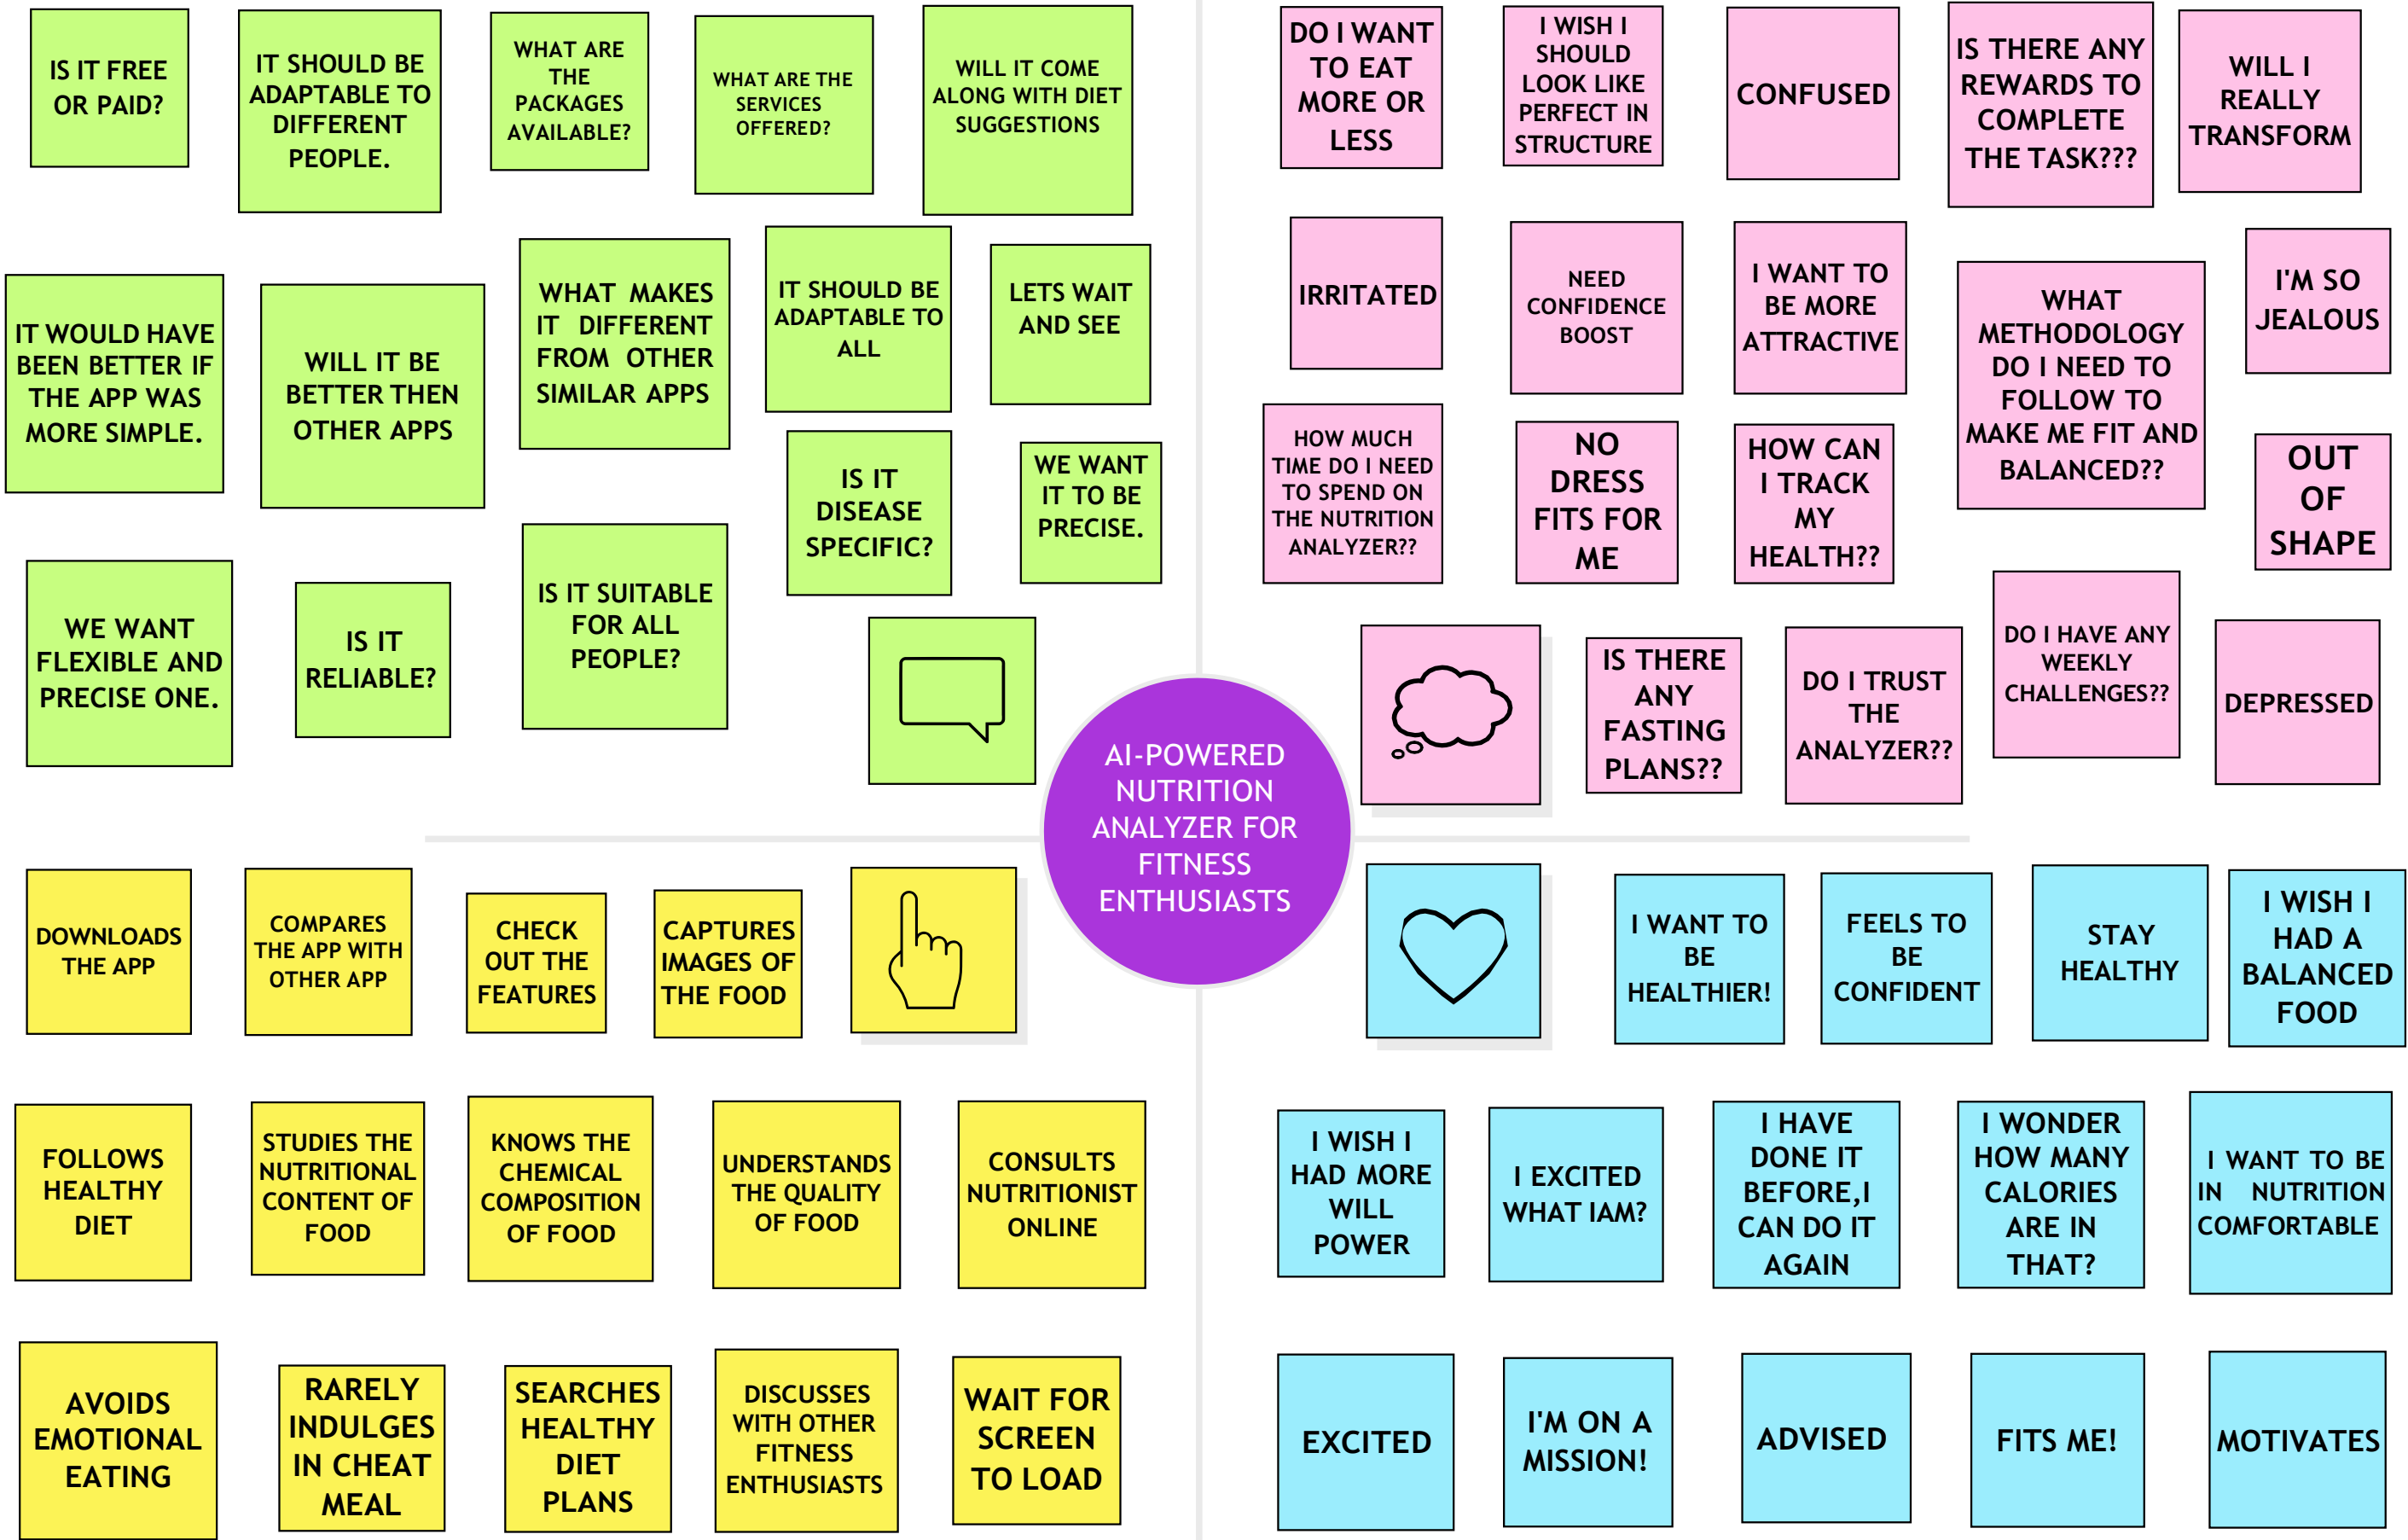 IS IT FREE
OR PAID?
IT SHOULD BE
ADAPTABLE TO
DIFFERENT
PEOPLE.
WHAT ARE
THE
PACKAGES
AVAILABLE?
WHAT ARE THE
SERVICES
OFFERED?
WILL IT COME
ALONG WITH DIET
SUGGESTIONS
IT WOULD HAVE
BEEN BETTER IF
THE APP WAS
MORE SIMPLE.
WILL IT BE
BETTER THEN
OTHER APPS
WHAT MAKES
IT DIFFERENT
FROM OTHER
SIMILAR APPS
IT SHOULD BE
ADAPTABLE TO
ALL
LETS WAIT
AND SEE
IS IT
DISEASE
SPECIFIC?
WE WANT
IT TO BE
PRECISE.
WE WANT
FLEXIBLE AND
PRECISE ONE.
IS IT
RELIABLE?
IS IT SUITABLE
FOR ALL
PEOPLE?
DO I WANT
TO EAT
MORE OR
LESS
I WISH I
SHOULD
LOOK LIKE
PERFECT IN
STRUCTURE
CONFUSED
IS THERE ANY
REWARDS TO
COMPLETE
THE TASK???
WILL I
REALLY
TRANSFORM
IRRITATED
NEED
CONFIDENCE
BOOST
I WANT TO
BE MORE
ATTRACTIVE
WHAT
METHODOLOGY
DO I NEED TO
FOLLOW TO
MAKE ME FIT AND
BALANCED??
I'M SO
JEALOUS
HOW MUCH
TIME DO I NEED
TO SPEND ON
THE NUTRITION
ANALYZER??
NO
DRESS
FITS FOR
ME
HOW CAN
I TRACK
MY
HEALTH??
OUT
OF
SHAPE
IS THERE
ANY
FASTING
PLANS??
DO I TRUST
THE
ANALYZER??
DO I HAVE ANY
WEEKLY
CHALLENGES??
DEPRESSED
AI-POWERED
NUTRITION
ANALYZER FOR
FITNESS
ENTHUSIASTS
DOWNLOADS
THE APP
COMPARES
THE APP WITH
OTHER APP
CHECK
OUT THE
FEATURES
CAPTURES
IMAGES OF
THE FOOD
FOLLOWS
HEALTHY
DIET
STUDIES THE
NUTRITIONAL
CONTENT OF
FOOD
KNOWS THE
CHEMICAL
COMPOSITION
OF FOOD
UNDERSTANDS
THE QUALITY
OF FOOD
CONSULTS
NUTRITIONIST
ONLINE
AVOIDS
EMOTIONAL
EATING
RARELY
INDULGES
IN CHEAT
MEAL
SEARCHES
HEALTHY
DIET
PLANS
DISCUSSES
WITH OTHER
FITNESS
ENTHUSIASTS
WAIT FOR
SCREEN
TO LOAD
I WANT TO
BE
HEALTHIER!
FEELS TO
BE
CONFIDENT
STAY
HEALTHY
I WISH I
HAD A
BALANCED
FOOD
I WISH I
HAD MORE
WILL
POWER
I EXCITED
WHAT IAM?
I HAVE
DONE IT
BEFORE,I
CAN DO IT
AGAIN
I WONDER
HOW MANY
CALORIES
ARE IN
THAT?
I WANT TO BE
IN NUTRITION
COMFORTABLE
EXCITED
I'M ON A
MISSION!
ADVISED
FITS ME!
MOTIVATES